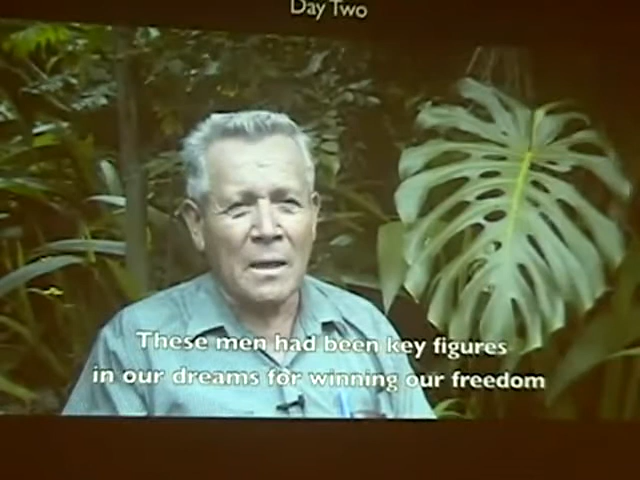 Day Two
These men had been key figures
in our dreams for winning our freedom